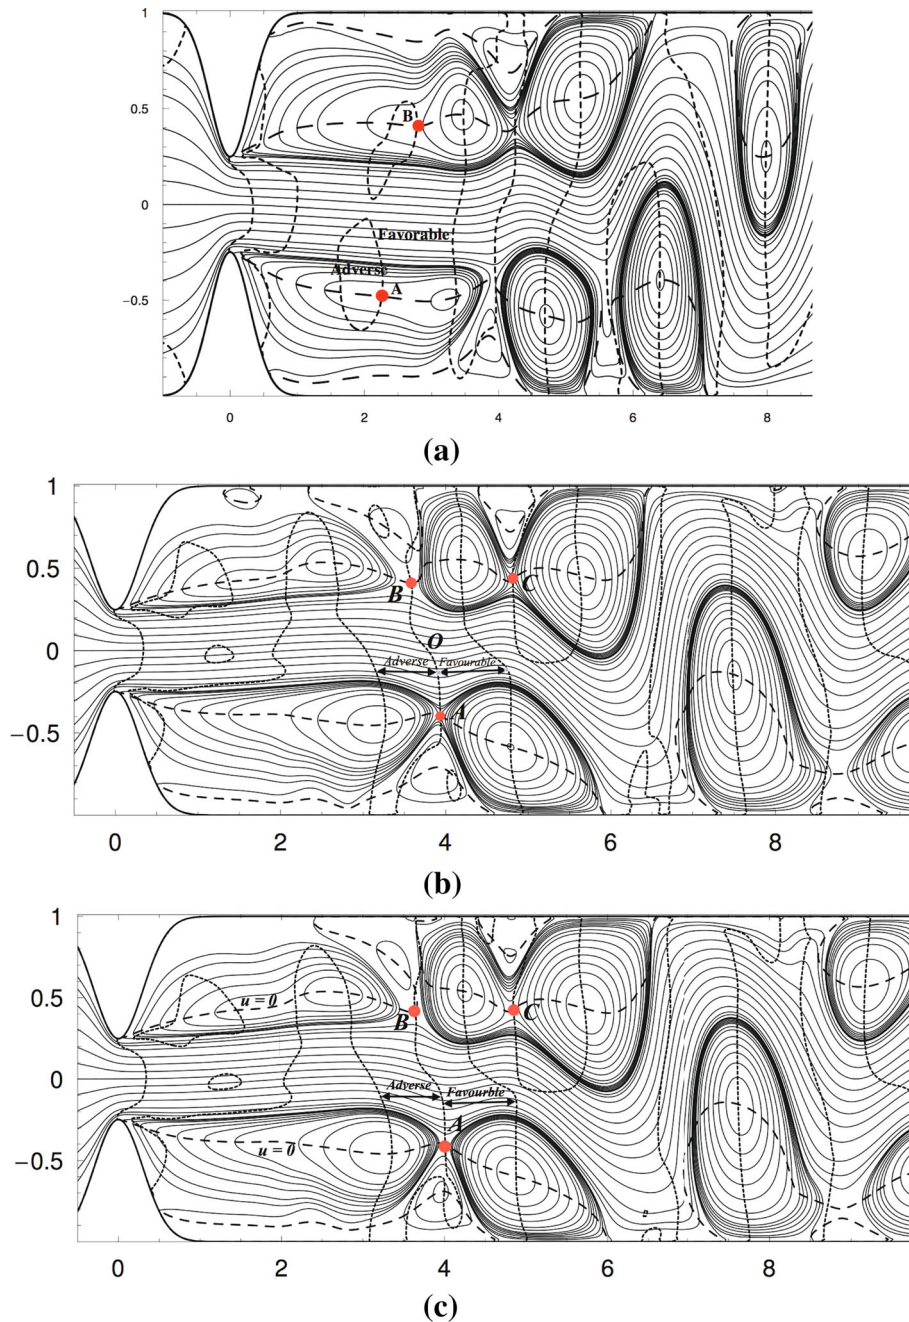 1
0.5
0
−0.5
B
Favorable
Adverse
A
0 2 4 6 8
(a)
1
0.5
0
−0.5
B
C
O
Adverse Favourable
A
0 2 4 6 8
(b)
1
0.5
0
−0.5
u = 0
B
C
Adverse Favourble
A
u = 0
0 2 4 6 8
(c)